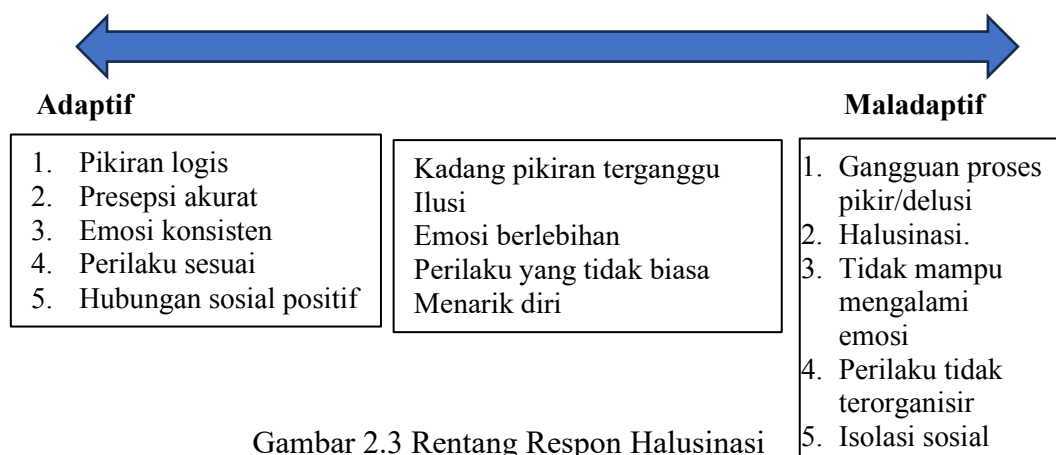 Adaptif
Maladaptif
1. Pikiran logis
2. Presepsi akurat
3. Emosi konsisten
4. Perilaku sesuai
5. Hubungan sosial positif
Kadang pikiran terganggu
Ilusi
Emosi berlebihan
Perilaku yang tidak biasa
Menarik diri
1. Gangguan proses
pikir/delusi
2. Halusinasi.
3. Tidak mampu
mengalami
emosi
4. Perilaku tidak
terorganisir
5. Isolasi sosial
Gambar 2.3 Rentang Respon Halusinasi